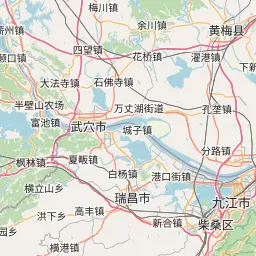 梅川镇
余川镇
黄梅县
四望镇
花桥镇
濯港镇
大法寺镇
石佛寺镇
半壁山农场
万丈湖街道
孔垄镇
富池镇
武穴市
城子镇
枫林镇
夏畈镇
分路镇
横立山乡
白杨镇
港口街镇
瑞昌市
九江市
洪下乡
高丰镇
新合镇
柴桑区
横港镇